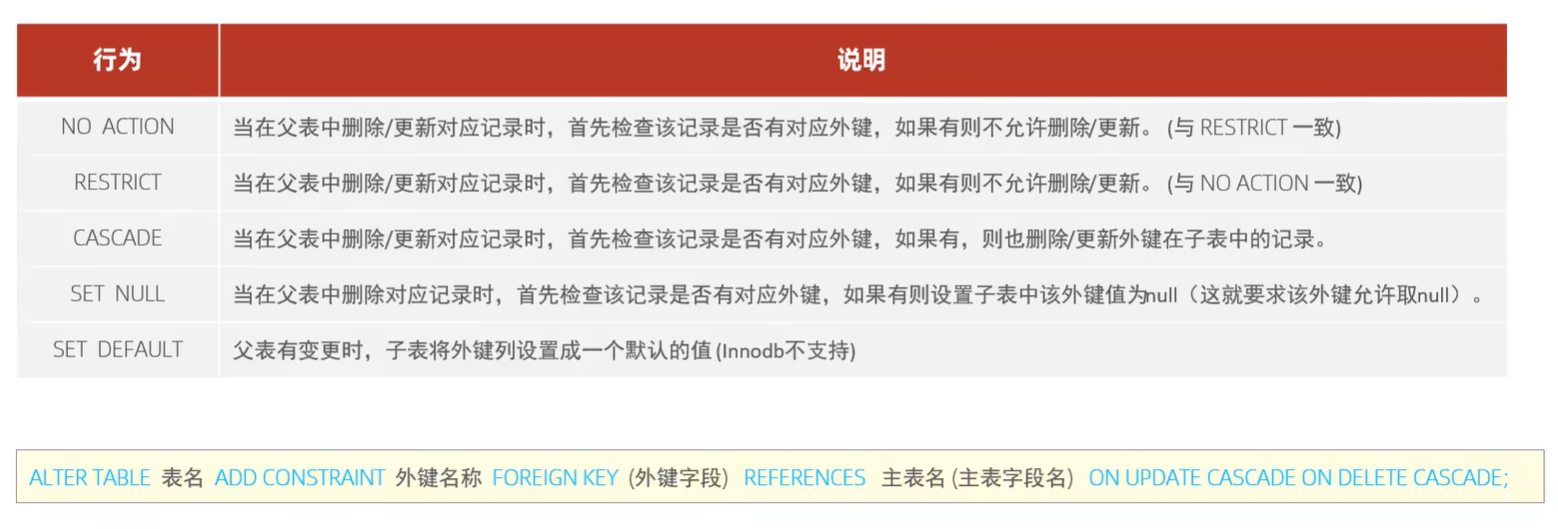 行为 说明
NO ACTION 当在父表中删除/更新对应记录时，首先检查该记录是否有对应外键，如果有则不允许删除/更新。 (与 RESTRICT 一致)
RESTRICT 当在父表中删除/更新对应记录时，首先检查该记录是否有对应外键，如果有则不允许删除/更新。 (与 NO ACTION 一致)
CASCADE 当在父表中删除/更新对应记录时，首先检查该记录是否有对应外键，如果有，则也删除/更新外键在子表中的记录。
SET NULL 当在父表中删除对应记录时，首先检查该记录是否有对应外键，如果有则设置子表中该外键值为null（这就要求该外键允许取null）。
SET DEFAULT 父表有变更时，子表将外键列设置成一个默认的值 (Innodb不支持)
ALTER TABLE 表名 ADD CONSTRAINT 外键名称 FOREIGN KEY (外键字段) REFERENCES 主表名 (主表字段名) ON UPDATE CASCADE ON DELETE CASCADE;